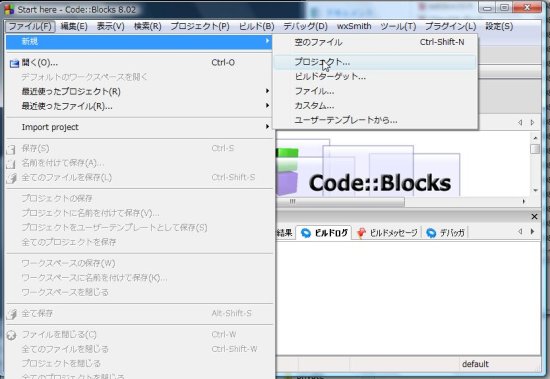 Start here - Code::Blocks 8.02
ファイル(F) 編集(E) 表示(V) 検索(R) プロジェクト(P) ビルド(B) デバッグ(D) wxSmith ツール(T) プラグイン(L) 設定(S)
新規
開く(O)... Ctrl-O
デフォルトのワークスペースを開く
最近使ったプロジェクト(R)
最近使ったファイル(R)...
Import project
保存(S) Ctrl-S
名前を付けて保存(A)...
全てのファイルを保存(L) Ctrl-Shift-S
プロジェクトの保存
プロジェクトに名前を付けて保存(V)...
プロジェクトをユーザーテンプレートとして保存(S)
全てのプロジェクトを保存
ワークスペースの保存(W)
ワークスペースに名前を付けて保存(K)...
ワークスペースを閉じる
全て保存 Alt-Shift-S
ファイルを閉じる(C) Ctrl-W
全てのファイルを閉じる Ctrl-Shift-W
プロジェクトを閉じる
全てのプロジェクトを閉じる
空のファイル Ctrl-Shift-N
プロジェクト...
ビルドターゲット...
ファイル...
カスタム...
ユーザーテンプレートから...
Code::Blocks
結果 ビルドログ ビルドメッセージ デバッガ
default